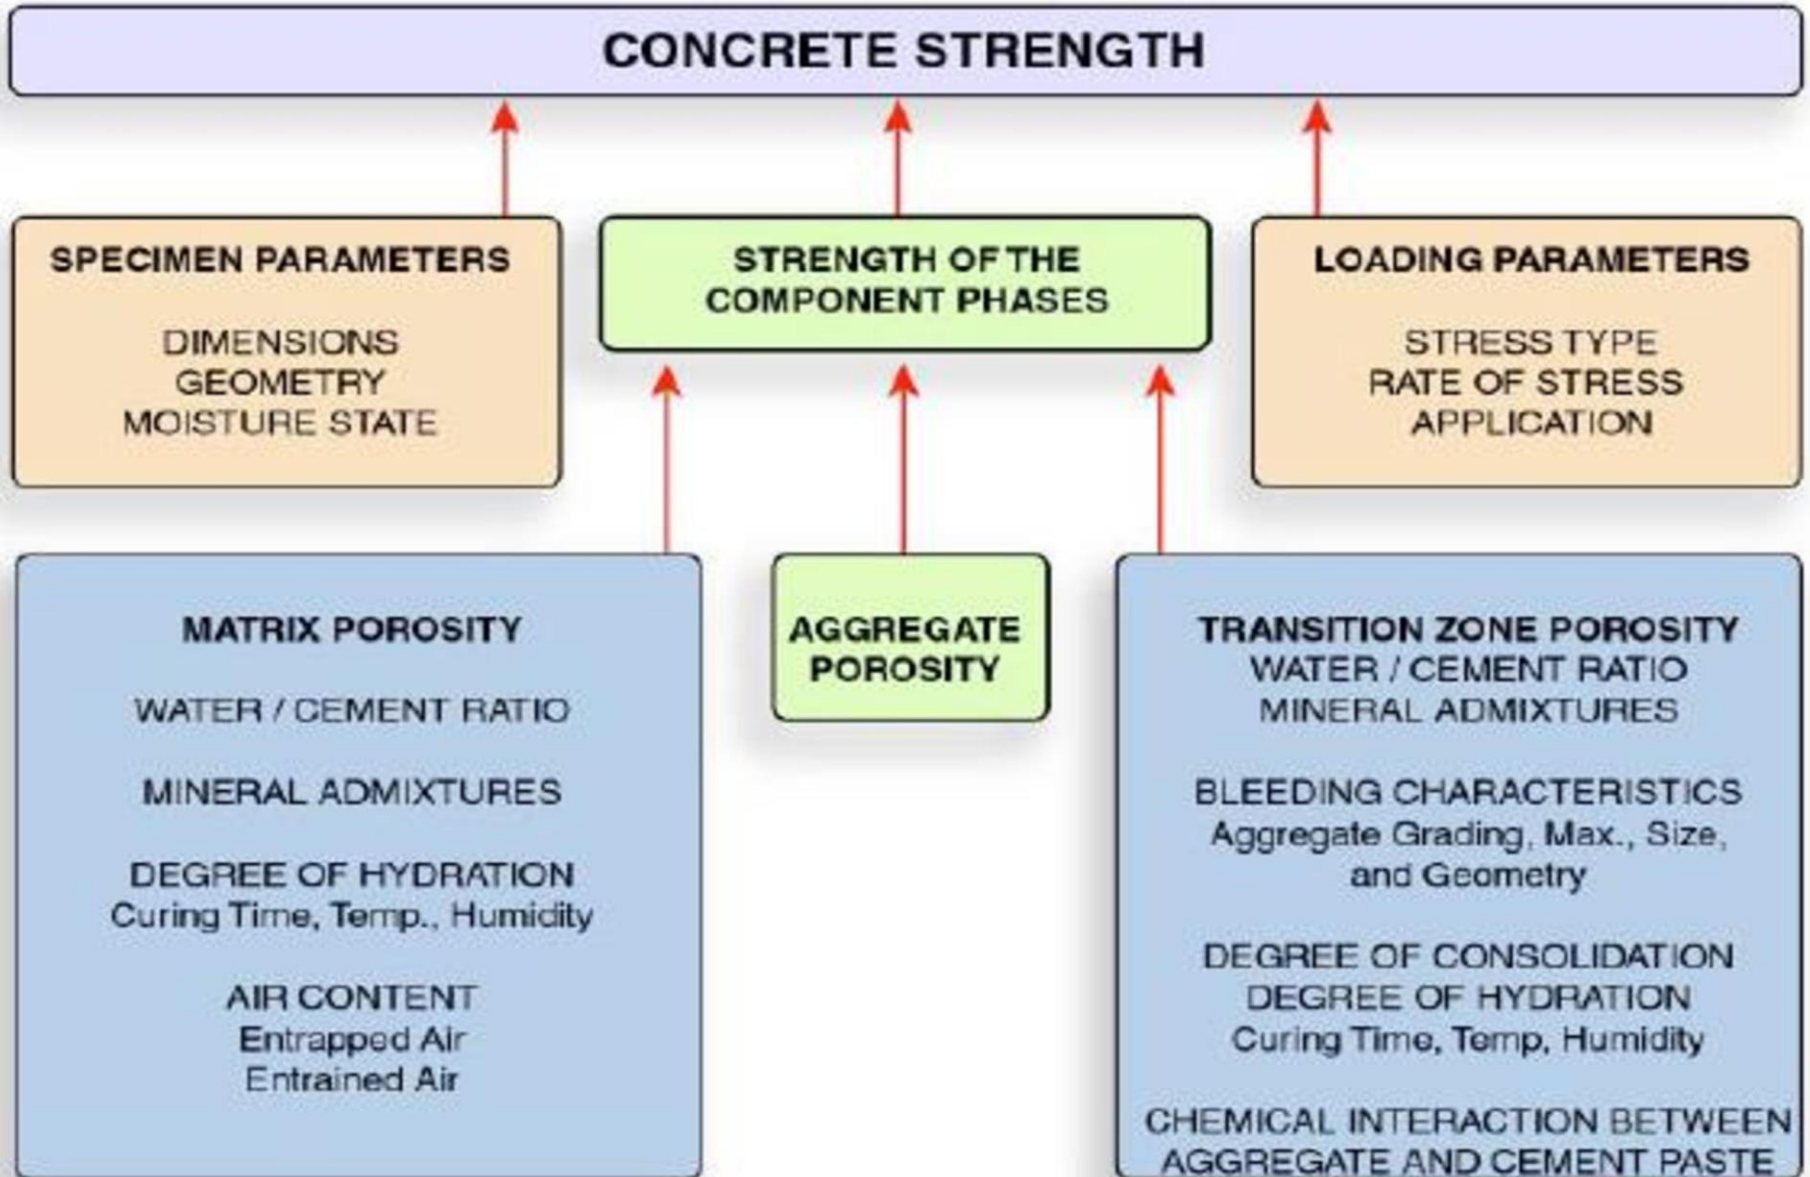 CONCRETE STRENGTH
SPECIMEN PARAMETERS
DIMENSIONS
GEOMETRY
MOISTURE STATE
STRENGTH OF THE
COMPONENT PHASES
LOADING PARAMETERS
STRESS TYPE
RATE OF STRESS
APPLICATION
MATRIX POROSITY
WATER / CEMENT RATIO
MINERAL ADMIXTURES
DEGREE OF HYDRATION
Curing Time, Temp., Humidity
AIR CONTENT
Entrapped Air
Entrained Air
AGGREGATE
POROSITY
TRANSITION ZONE POROSITY
WATER / CEMENT RATIO
MINERAL ADMIXTURES
BLEEDING CHARACTERISTICS
Aggregate Grading, Max., Size,
and Geometry
DEGREE OF CONSOLIDATION
DEGREE OF HYDRATION
Curing Time, Temp, Humidity
CHEMICAL INTERACTION BETWEEN
AGGREGATE AND CEMENT PASTE